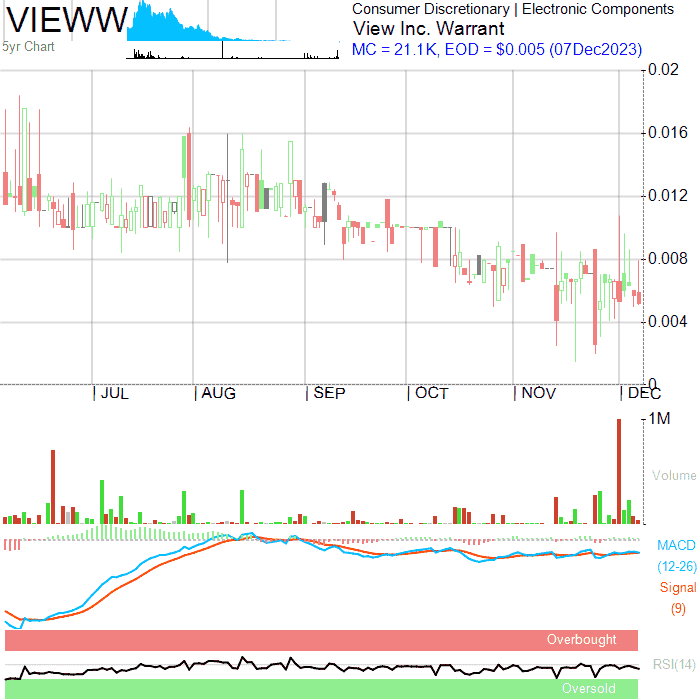 VIEWW
5yr Chart
Consumer Discretionary | Electronic Components
View Inc. Warrant
MC = 21.1K, EOD = $0.005 (07Dec2023)
0.02
0.016
0.012
0.008
0.004
0
JUL AUG SEP OCT NOV DEC
1M
Volume
MACD
(12-26)
Signal
(9)
Overbought
RSI(14)
Oversold